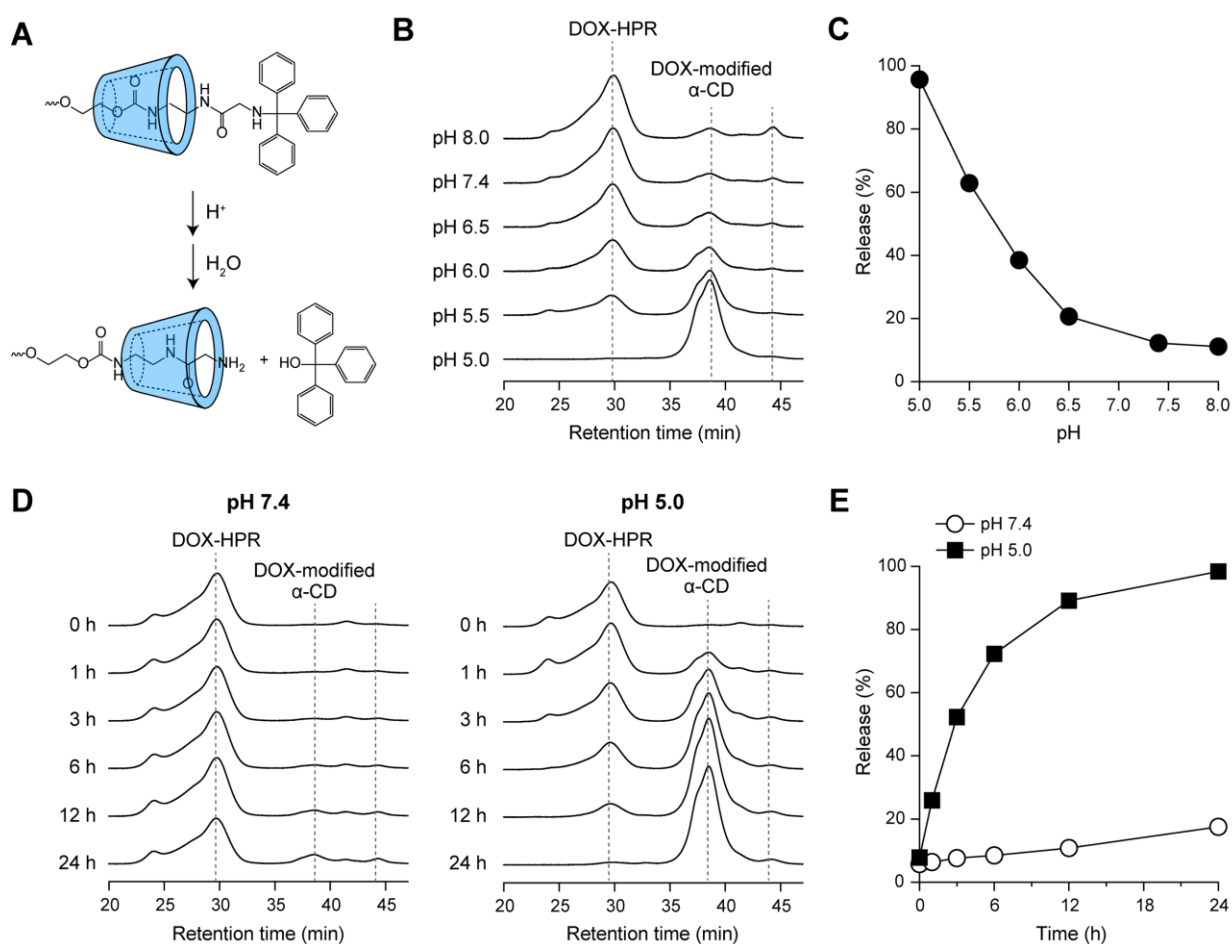 A
O
O
O
N
H
H
N
O
HN
H⁺
H₂O
O
O
O
N
H
H
N
O
NH₂
+
HO
B
DOX-HPR
DOX-modified
α-CD
pH 8.0
pH 7.4
pH 6.5
pH 6.0
pH 5.5
pH 5.0
20 25 30 35 40 45
Retention time (min)
C
Release (%)
100
80
60
40
20
0
5.0 5.5 6.0 6.5 7.0 7.5 8.0
pH
D
pH 7.4
DOX-HPR
DOX-modified
α-CD
0 h
1 h
3 h
6 h
12 h
24 h
20 25 30 35 40 45
Retention time (min)
pH 5.0
DOX-HPR
DOX-modified
α-CD
0 h
1 h
3 h
6 h
12 h
24 h
20 25 30 35 40 45
Retention time (min)
E
pH 7.4
pH 5.0
Release (%)
100
80
60
40
20
0
0 6 12 18 24
Time (h)